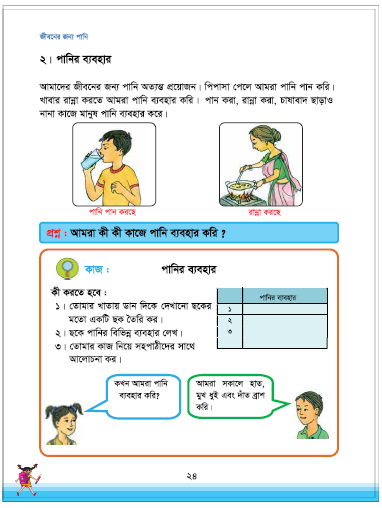 জীবনের জন্য পানি
২। পানির ব্যবহার
আমাদের জীবনের জন্য পানি অত্যন্ত প্রয়োজন। পিপাসা পেলে আমরা পানি পান করি।
খাবার রান্না করতে আমরা পানি ব্যবহার করি। পান করা, রান্না করা, চাষাবাদ ছাড়াও
নানা কাজে মানুষ পানি ব্যবহার করে।
পানি পান করছে
রান্না করছে
প্রশ্ন : আমরা কী কী কাজে পানি ব্যবহার করি ?
কাজ :
পানির ব্যবহার
কী করতে হবে :
১। তোমার খাতায় ডান দিকে দেখানো ছকের
মতো একটি ছক তৈরি কর।
২। ছকে পানির বিভিন্ন ব্যবহার লেখ।
৩। তোমার কাজ নিয়ে সহপাঠীদের সাথে
আলোচনা কর।
পানির ব্যবহার
১
২
৩
কখন আমরা পানি
ব্যবহার করি?
আমরা সকালে হাত,
মুখ ধুই এবং দাঁত ব্রাশ
করি।
২৪